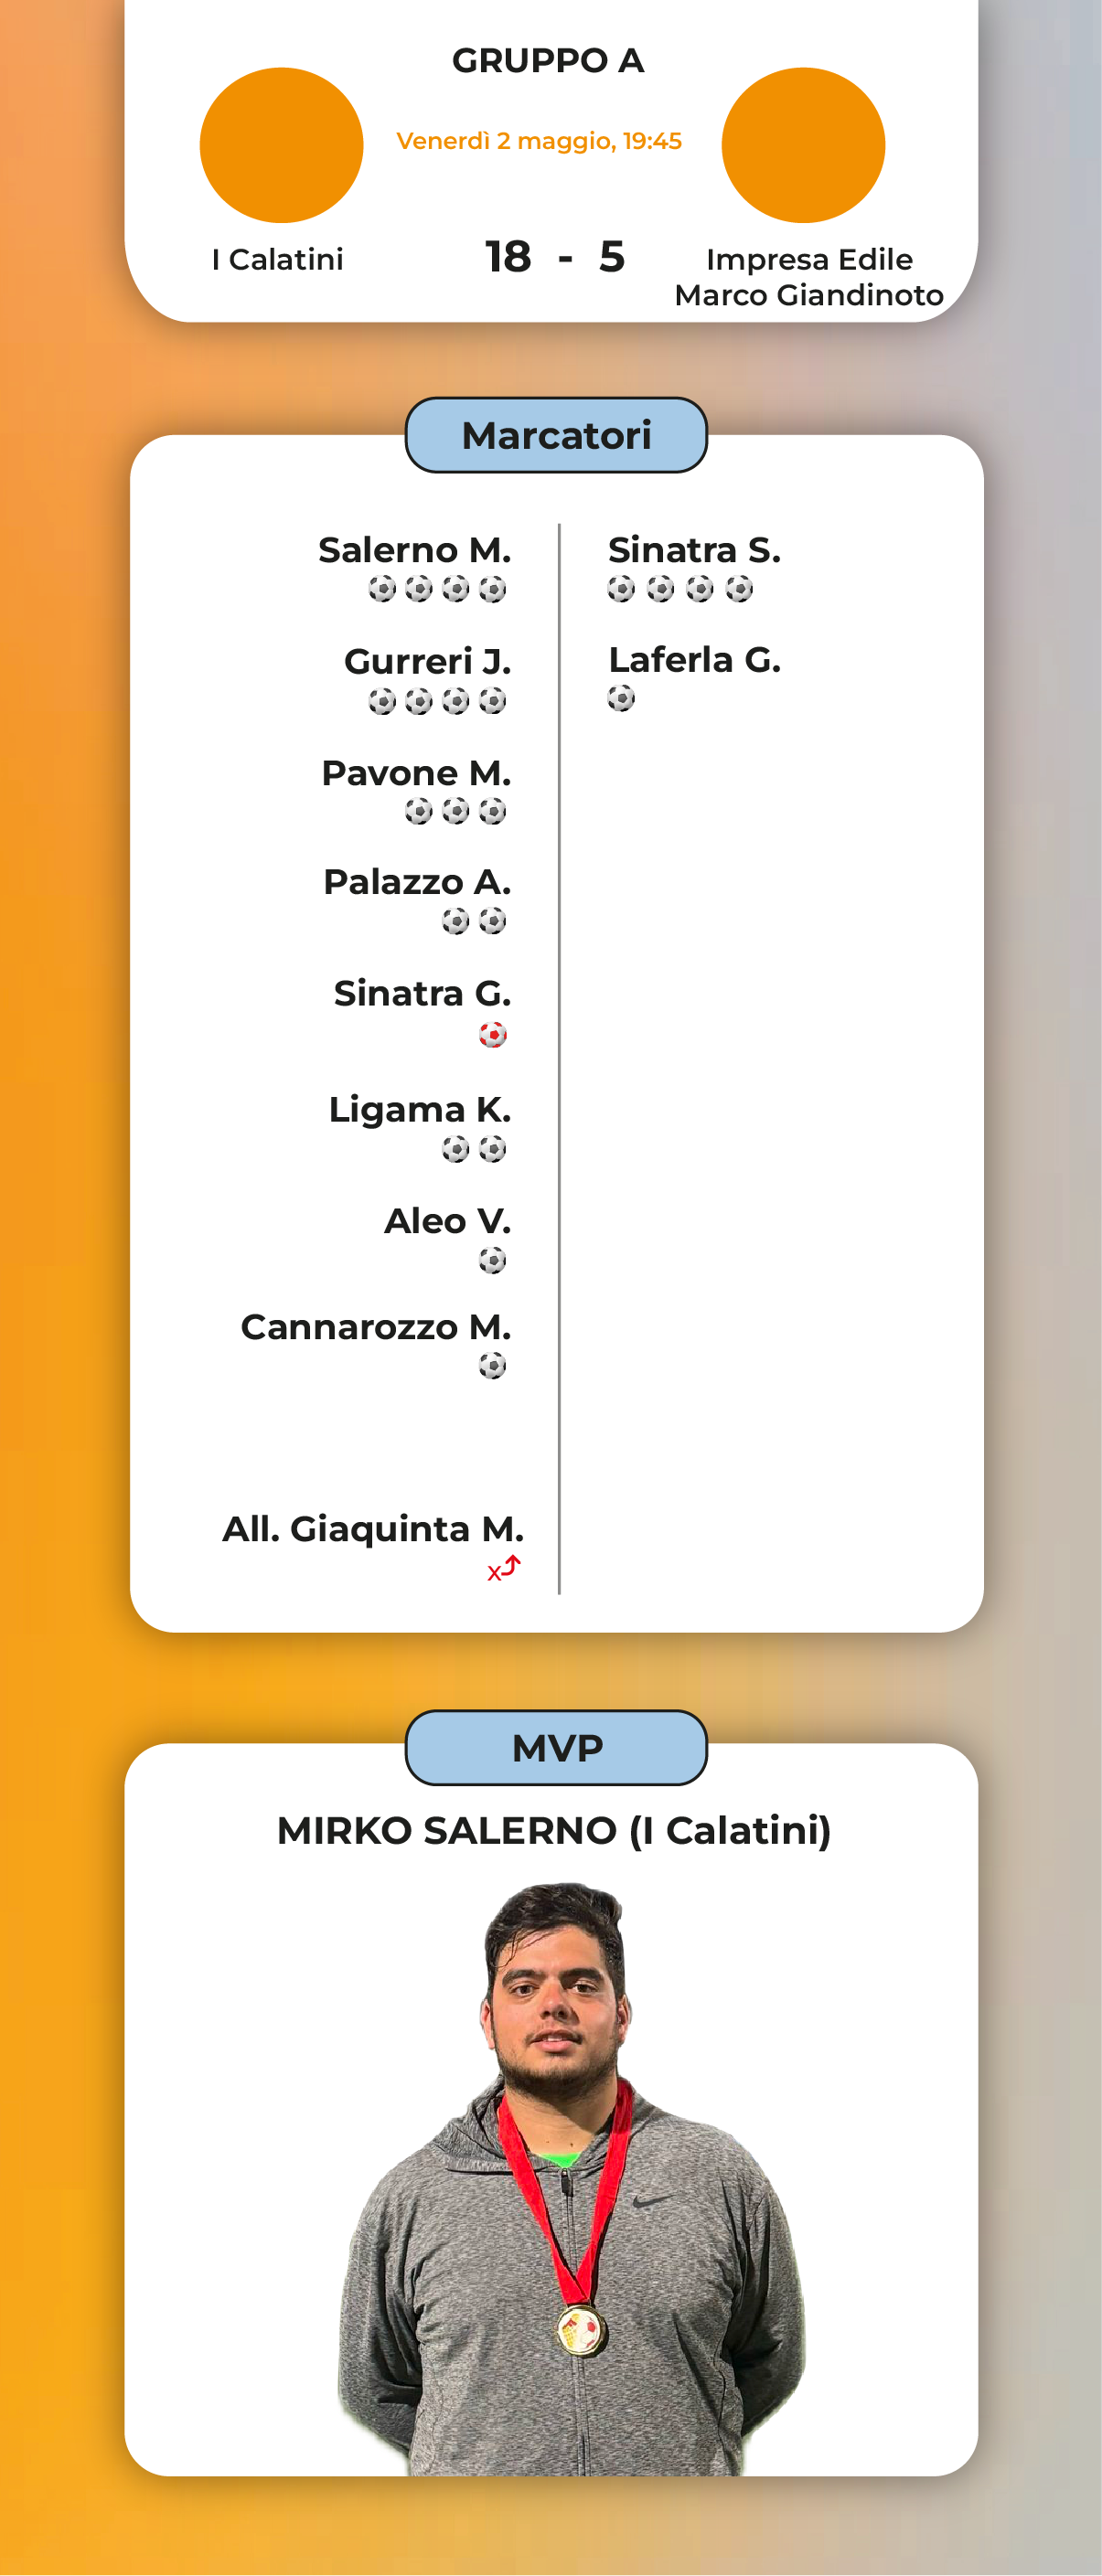 GRUPPO A
Venerdì 2 maggio, 19:45
I Calatini
18 - 5
Impresa Edile
Marco Giandinoto
Marcatori
Salerno M.
Gurreri J.
Pavone M.
Palazzo A.
Sinatra G.
Ligama K.
Aleo V.
Cannarozzo M.
All. Giaquinta M.
x
Sinatra S.
Laferla G.
MVP
MIRKO SALERNO (I Calatini)